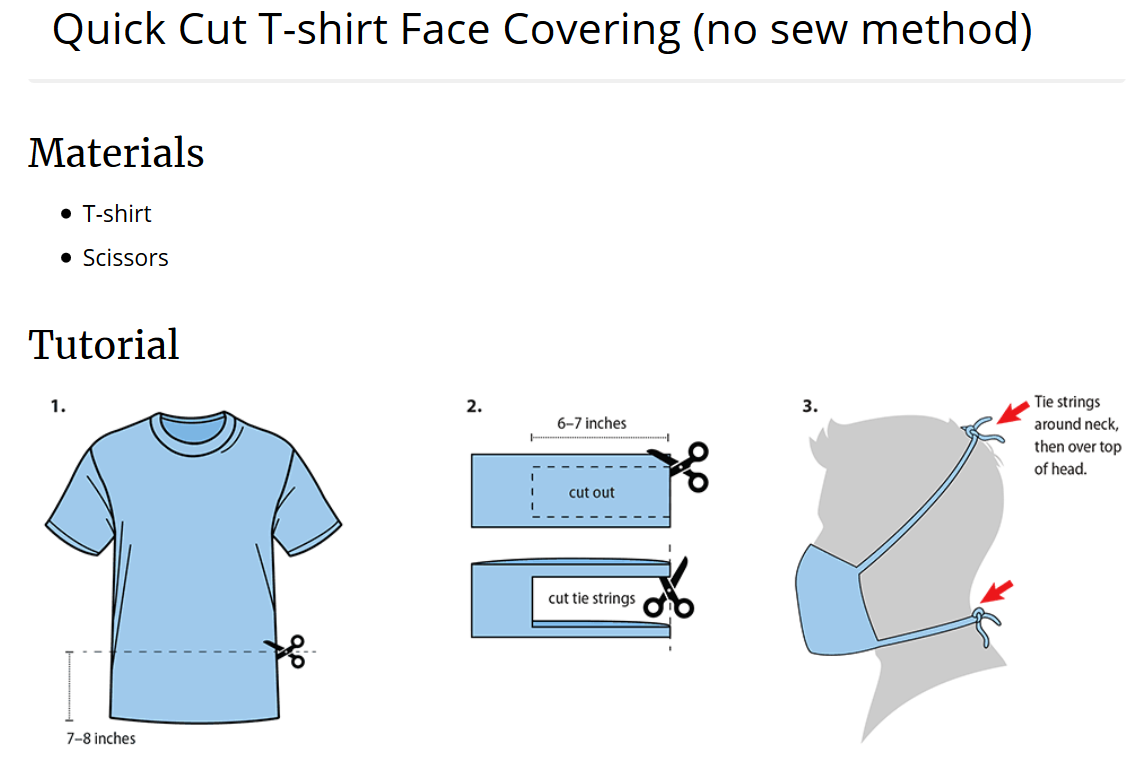 Quick Cut T-shirt Face Covering (no sew method)
Materials
T-shirt
Scissors
Tutorial
1.
7–8 inches
2.
6–7 inches
cut out
cut tie strings
3.
Tie strings
around neck,
then over top
of head.